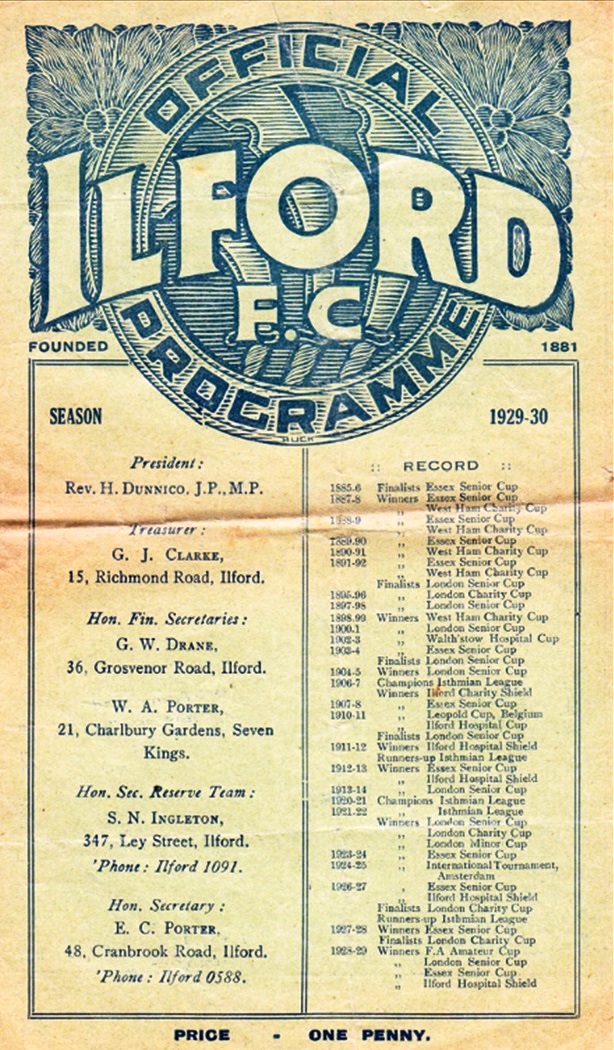 OFFICIAL
ILFORD
F.C.
PROGRAMME
BUCK
FOUNDED 1881
SEASON 1929-30
President:
Rev. H. DUNNICO, J.P., M.P.
Treasurer:
G. J. CLARKE,
15, Richmond Road, Ilford.
Hon. Fin. Secretaries:
G. W. DRANE,
36, Grosvenor Road, Ilford.
W. A. PORTER,
21, Charlbury Gardens, Seven
Kings.
Hon. Sec. Reserve Team:
S. N. INGLETON,
347, Ley Street, Ilford.
'Phone: Ilford 1091.
Hon. Secretary:
E. C. PORTER,
48, Cranbrook Road, Ilford.
'Phone: Ilford 0588.
:: RECORD ::
1885.6 Finalists Essex Senior Cup
1887.8 Winners Essex Senior Cup
,, West Ham Charity Cup
1888-9 ,, Essex Senior Cup
,, West Ham Charity Cup
1889.90 ,, Essex Senior Cup
1890-91 ,, West Ham Charity Cup
1891-92 ,, Essex Senior Cup
,, West Ham Charity Cup
Finalists London Senior Cup
1895.96 ,, London Charity Cup
1897-98 ,, London Senior Cup
1898.99 Winners West Ham Charity Cup
1900.1 ,, London Senior Cup
1902-3 ,, Walth'stow Hospital Cup
1903-4 ,, Essex Senior Cup
Finalists London Senior Cup
1904-5 Winners London Senior Cup
1906-7 Champions Isthmian League
Winners Ilford Charity Shield
1907-8 ,, Essex Senior Cup
1910-11 ,, Leopold Cup, Belgium
,, Ilford Hospital Cup
Finalists London Senior Cup
1911-12 Winners Ilford Hospital Shield
Runners-up Isthmian League
1912-13 Winners Essex Senior Cup
,, Ilford Hospital Shield
1913-14 ,, London Senior Cup
1920-21 Champions Isthmian League
1921-22 ,, Isthmian League
Winners London Senior Cup
,, London Charity Cup
,, London Minor Cup
1923-24 ,, Essex Senior Cup
1924-25 ,, International Tournament,
Amsterdam
1926-27 , Essex Senior Cup
,, Ilford Hospital Shield
Finalists London Charity Cup
Runners-up Isthmian League
1927-28 Winners Essex Senior Cup
Finalists London Charity Cup
1928-29 Winners F.A Amateur Cup
,, London Senior Cup
,, Essex Senior Cup
,, Ilford Hospital Shield
PRICE - ONE PENNY.